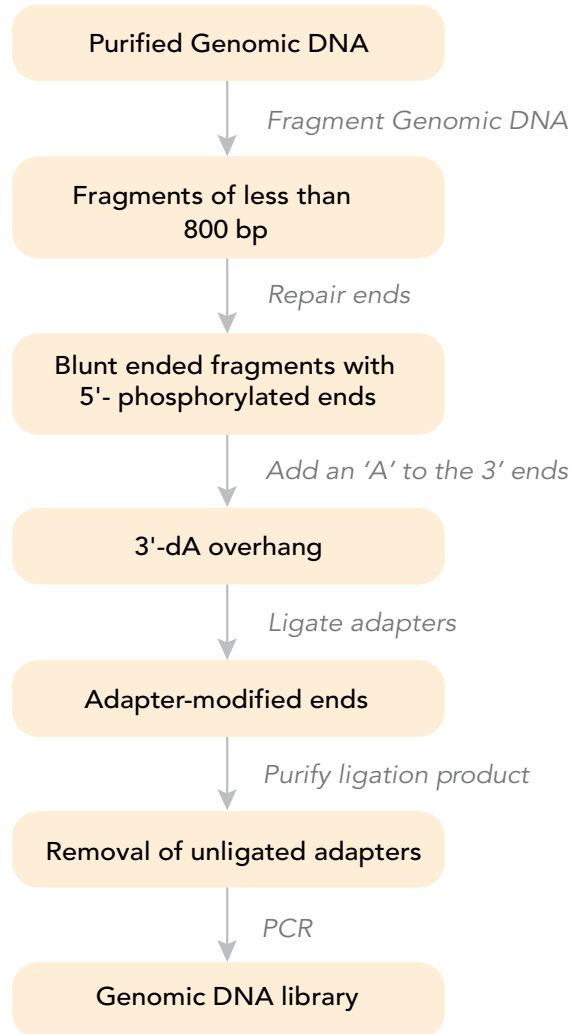 Purified Genomic DNA
Fragment Genomic DNA
Fragments of less than
800 bp
Repair ends
Blunt ended fragments with
5'- phosphorylated ends
Add an ‘A’ to the 3’ ends
3'-dA overhang
Ligate adapters
Adapter-modified ends
Purify ligation product
Removal of unligated adapters
PCR
Genomic DNA library